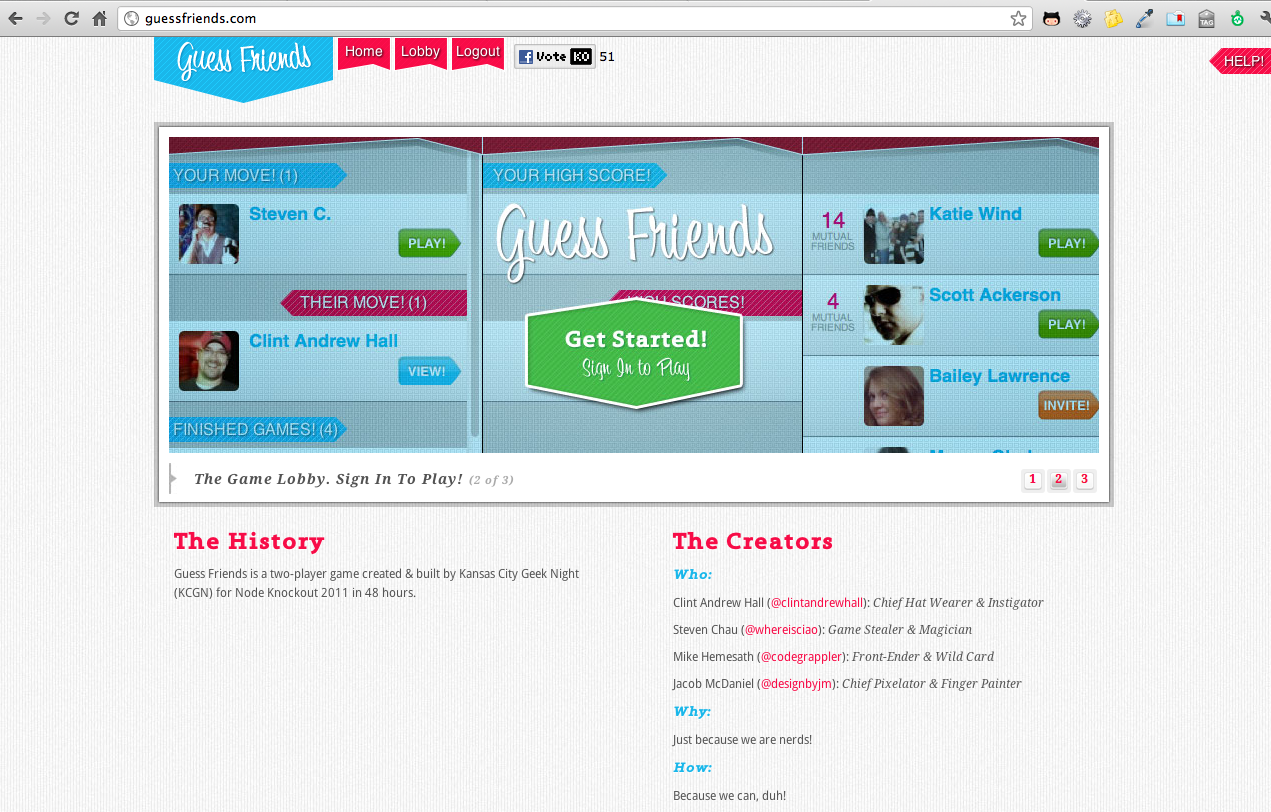 guessfriends.com
Guess Friends
Home
Lobby
Logout
Vote KO
51
HELP!
YOUR MOVE! (1)
Steven C.
PLAY!
THEIR MOVE! (1)
Clint Andrew Hall
VIEW!
FINISHED GAMES! (4)
YOUR HIGH SCORE!
Guess Friends
SCORES!
Get Started!
Sign In to Play
14
MUTUAL
FRIENDS
Katie Wind
PLAY!
4
MUTUAL
FRIENDS
Scott Ackerson
PLAY!
Bailey Lawrence
INVITE!
The Game Lobby. Sign In To Play! (2 of 3)
1
2
3
The History
Guess Friends is a two-player game created & built by Kansas City Geek Night
(KCGN) for Node Knockout 2011 in 48 hours.
The Creators
Who:
Clint Andrew Hall (@clintandrewhall): Chief Hat Wearer & Instigator
Steven Chau (@whereisciao): Game Stealer & Magician
Mike Hemesath (@codegrappler): Front-Ender & Wild Card
Jacob McDaniel (@designbyjm): Chief Pixelator & Finger Painter
Why:
Just because we are nerds!
How:
Because we can, duh!